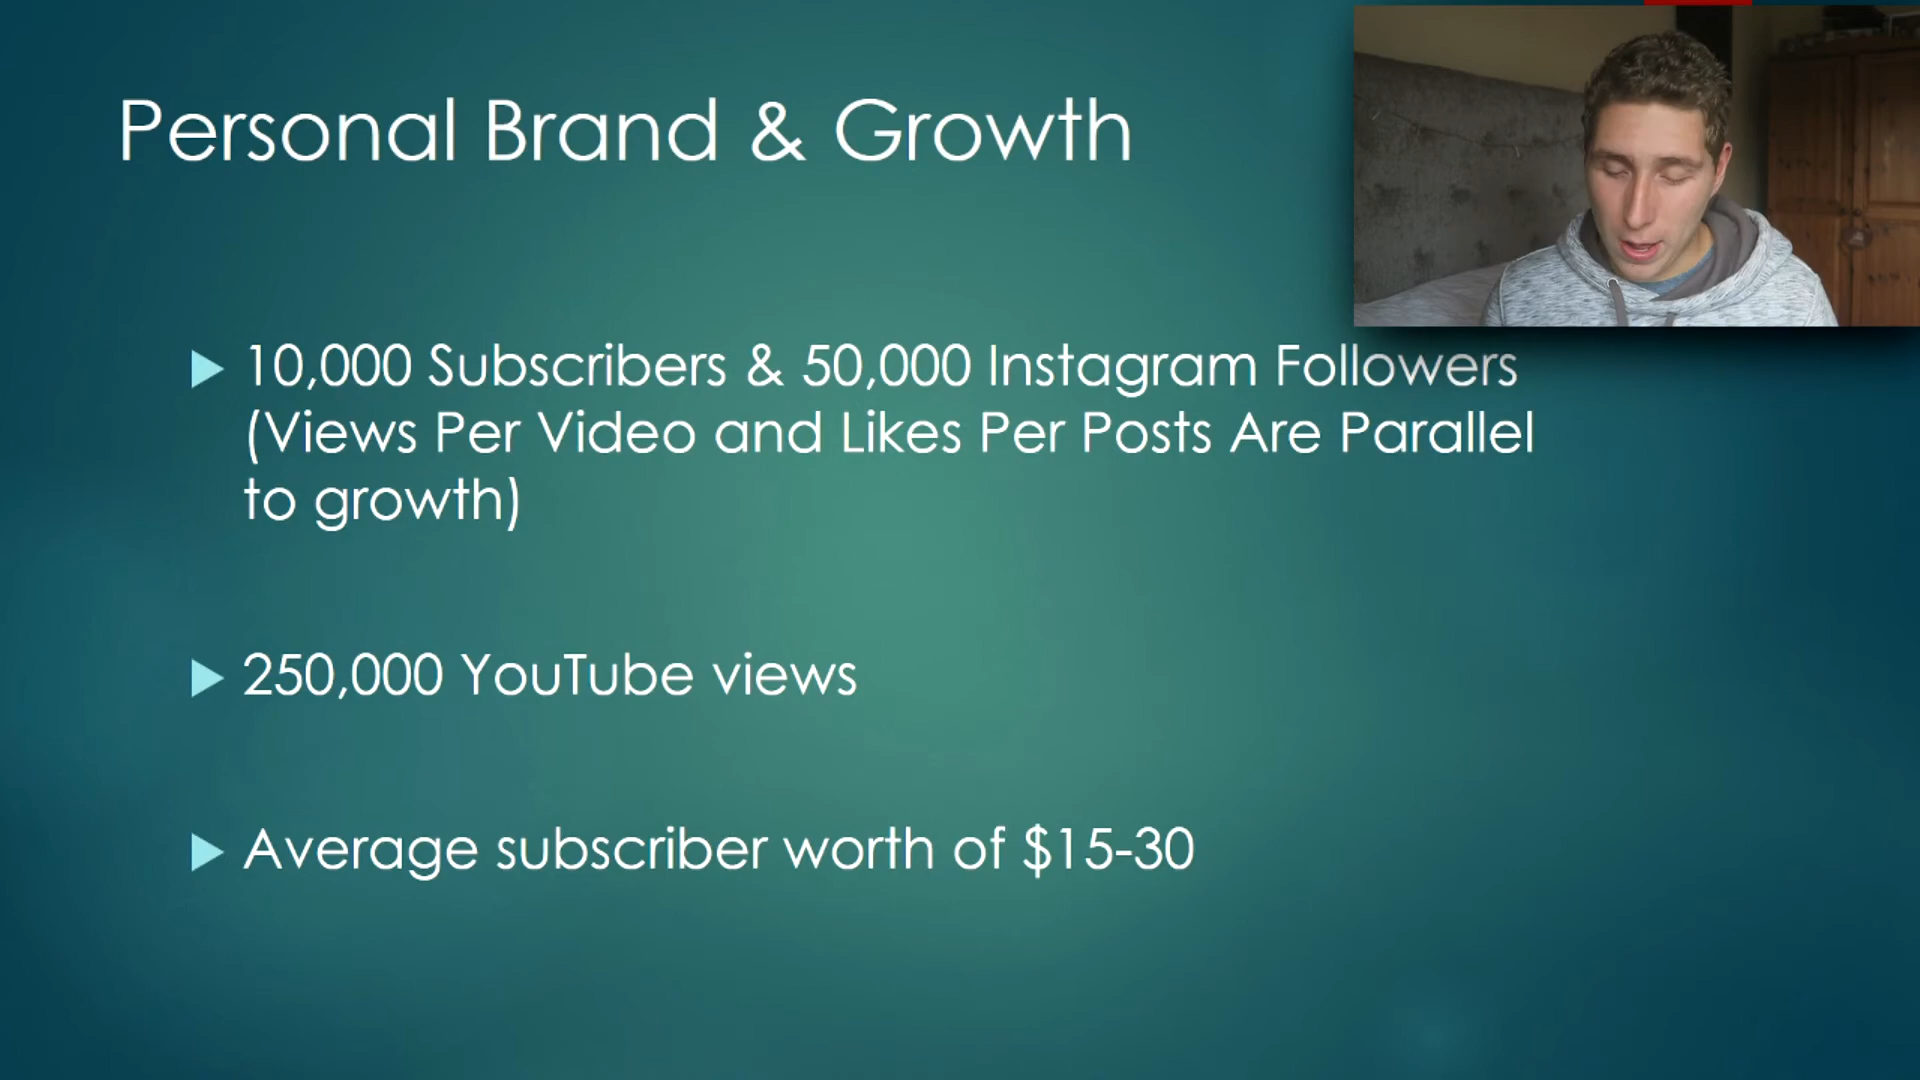 Personal Brand & Growth
10,000 Subscribers & 50,000 Instagram Followers
(Views Per Video and Likes Per Posts Are Parallel
to growth)
250,000 YouTube views
Average subscriber worth of $15-30